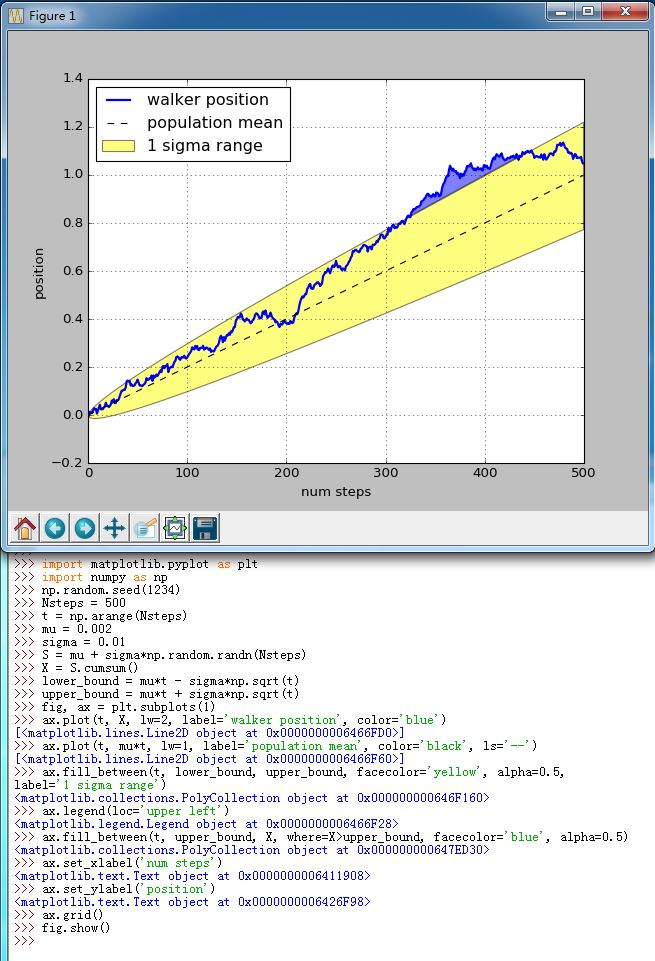 Figure 1
1.4
1.2
1.0
0.8
0.6
0.4
0.2
0.0
−0.2
position
walker position
population mean
1 sigma range
0 100 200 300 400 500
num steps
>>> import matplotlib.pyplot as plt
>>> import numpy as np
>>> np.random.seed(1234)
>>> Nsteps = 500
>>> t = np.arange(Nsteps)
>>> mu = 0.002
>>> sigma = 0.01
>>> S = mu + sigma*np.random.randn(Nsteps)
>>> X = S.cumsum()
>>> lower_bound = mu*t - sigma*np.sqrt(t)
>>> upper_bound = mu*t + sigma*np.sqrt(t)
>>> fig, ax = plt.subplots(1)
>>> ax.plot(t, X, lw=2, label='walker position', color='blue')
[<matplotlib.lines.Line2D object at 0x0000000006466FD0>]
>>> ax.plot(t, mu*t, lw=1, label='population mean', color='black', ls='--')
[<matplotlib.lines.Line2D object at 0x0000000006466F60>]
>>> ax.fill_between(t, lower_bound, upper_bound, facecolor='yellow', alpha=0.5,
label='1 sigma range')
<matplotlib.collections.PolyCollection object at 0x000000000646F160>
>>> ax.legend(loc='upper left')
<matplotlib.legend.Legend object at 0x0000000006466F28>
>>> ax.fill_between(t, upper_bound, X, where=X>upper_bound, facecolor='blue', alpha=0.5)
<matplotlib.collections.PolyCollection object at 0x000000000647ED30>
>>> ax.set_xlabel('num steps')
<matplotlib.text.Text object at 0x0000000006411908>
>>> ax.set_ylabel('position')
<matplotlib.text.Text object at 0x0000000006426F98>
>>> ax.grid()
>>> fig.show()
>>>